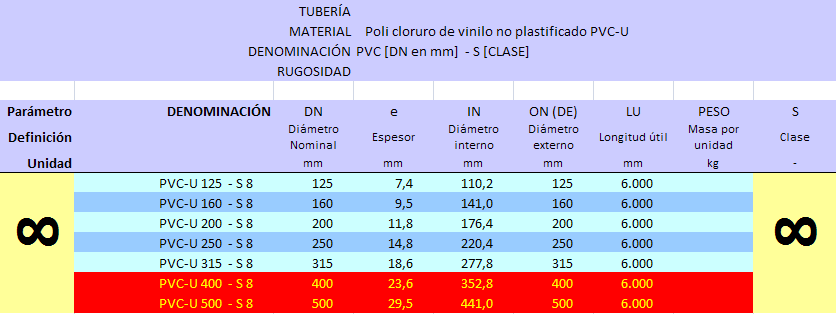 TUBERÍA
MATERIAL Poli cloruro de vinilo no plastificado PVC-U
DENOMINACIÓN PVC [DN en mm] - S [CLASE]
RUGOSIDAD
Parámetro DENOMINACIÓN DN e IN ON (DE) LU PESO S
Definición Diámetro Nominal Espesor Diámetro interno Diámetro externo Longitud útil Masa por unidad Clase
Unidad mm mm mm mm mm kg -
PVC-U 125 - S 8 125 7,4 110,2 125 6.000
PVC-U 160 - S 8 160 9,5 141,0 160 6.000
PVC-U 200 - S 8 200 11,8 176,4 200 6.000
8 PVC-U 250 - S 8 250 14,8 220,4 250 6.000 8
PVC-U 315 - S 8 315 18,6 277,8 315 6.000
PVC-U 400 - S 8 400 23,6 352,8 400 6.000
PVC-U 500 - S 8 500 29,5 441,0 500 6.000